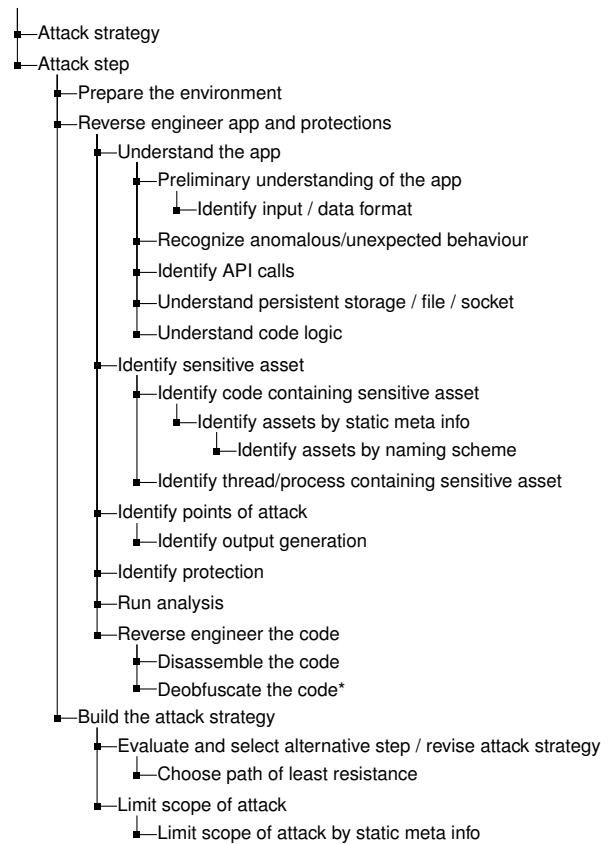 Attack strategy
Attack step
Prepare the environment
Reverse engineer app and protections
Understand the app
Preliminary understanding of the app
Identify input / data format
Recognize anomalous/unexpected behaviour
Identify API calls
Understand persistent storage / file / socket
Understand code logic
Identify sensitive asset
Identify code containing sensitive asset
Identify assets by static meta info
Identify assets by naming scheme
Identify thread/process containing sensitive asset
Identify points of attack
Identify output generation
Identify protection
Run analysis
Reverse engineer the code
Disassemble the code
Deobfuscate the code*
Build the attack strategy
Evaluate and select alternative step / revise attack strategy
Choose path of least resistance
Limit scope of attack
Limit scope of attack by static meta info